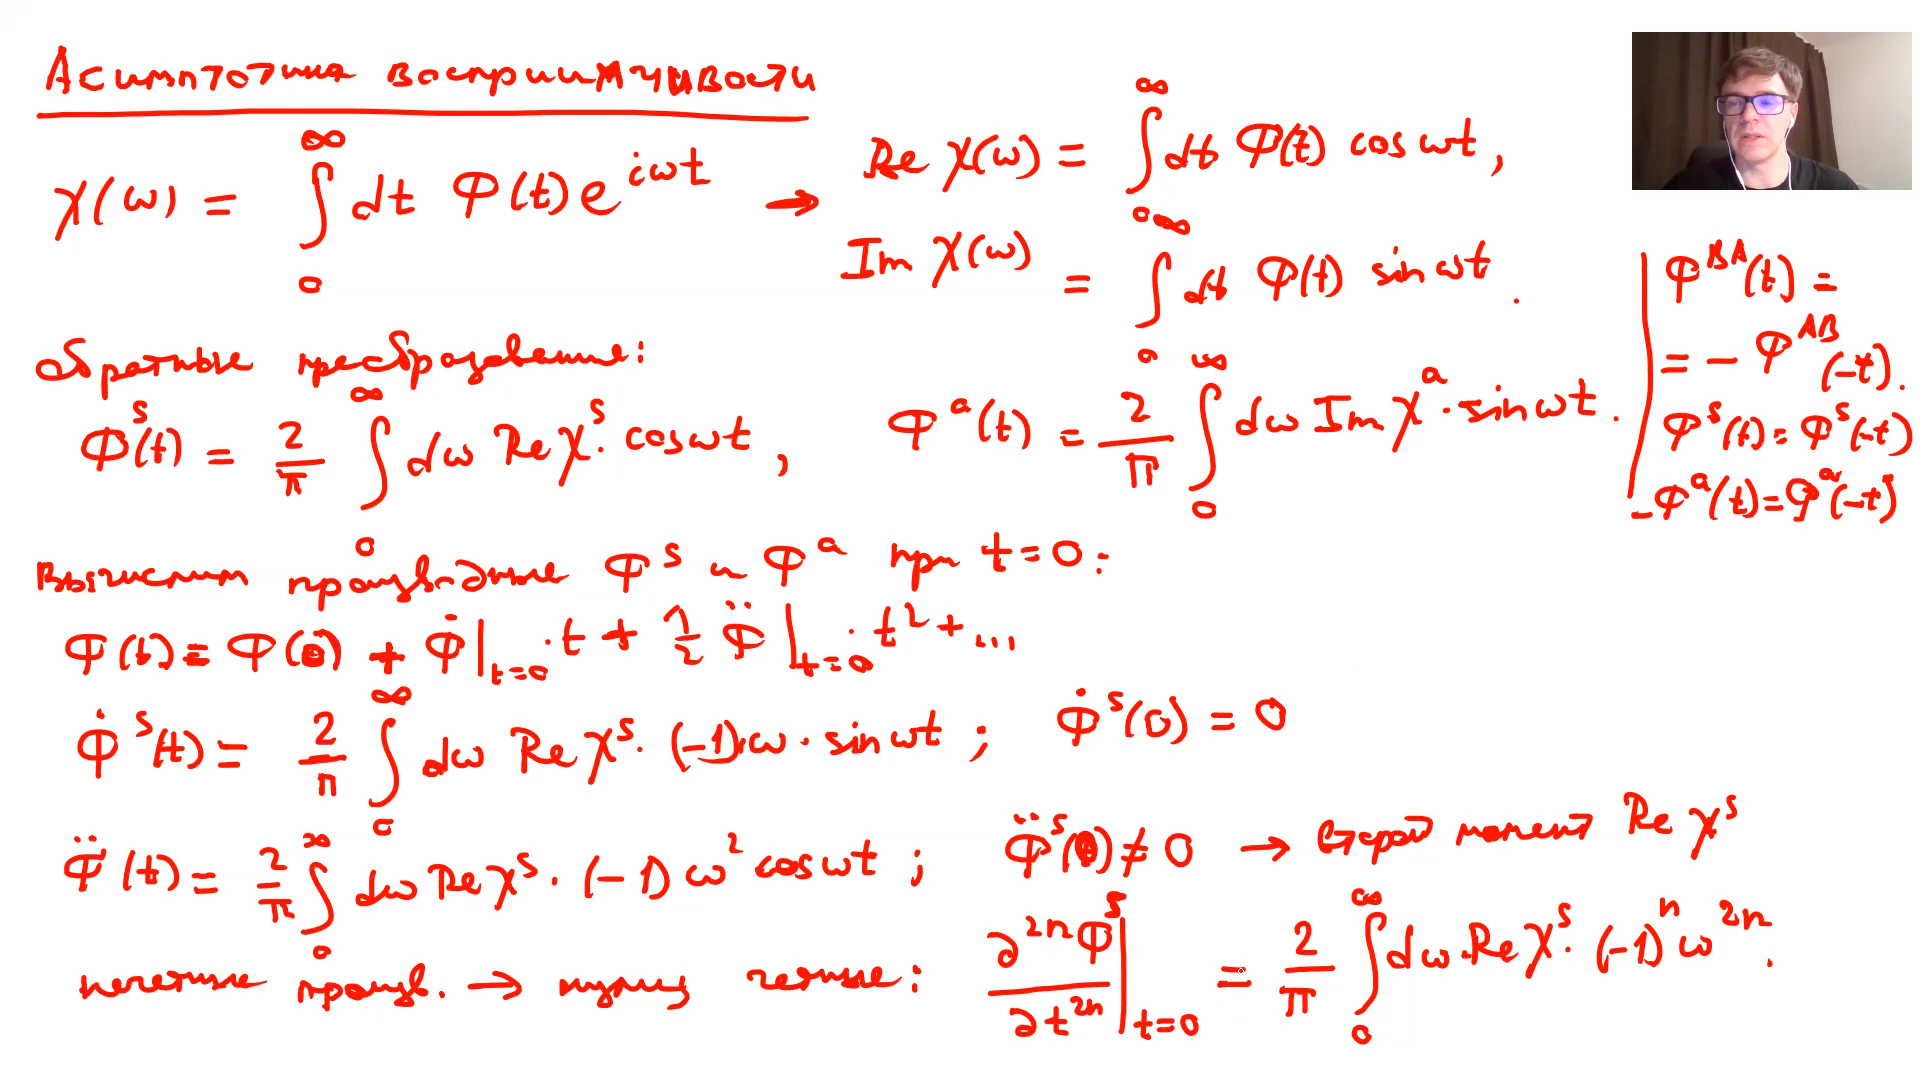 Асимптотика восприимчивости
χ(ω) = ∫₀^∞ dt Φ(t) e^{iωt} → Re χ(ω) = ∫₀^∞ dt Φ(t) cos ωt,
Im χ(ω) = ∫₀^∞ dt Φ(t) sin ωt.
Φ^{BA}(t) =
= − Φ^{AB}(−t).
Φ^s(t) = Φ^s(−t)
−Φ^a(t) = Φ^a(−t)
Обратные преобразования:
Φ^s(t) = 2/π ∫₀^∞ dω Re χ^s · cos ωt, Φ^a(t) = 2/π ∫₀^∞ dω Im χ^a · sin ωt.
Вычислим производные Φ^s и Φ^a при t = 0:
Φ(t) = Φ(0) + Φ̇|_{t=0} · t + 1/2 Φ̈|_{t=0} · t² + ...
Φ̇^s(t) = 2/π ∫₀^∞ dω Re χ^s · (−1) · ω · sin ωt ; Φ̇^s(0) = 0
Φ̈(t) = 2/π ∫₀^∞ dω Re χ^s · (−1) ω² cos ωt ; Φ̈^s(0) ≠ 0 → второй момент Re χ^s
нечетные произв. → нулю, четные: ∂^{2n}Φ^s/∂t^{2n}|_{t=0} = 2/π ∫₀^∞ dω · Re χ^s · (−1)^n ω^{2n}.